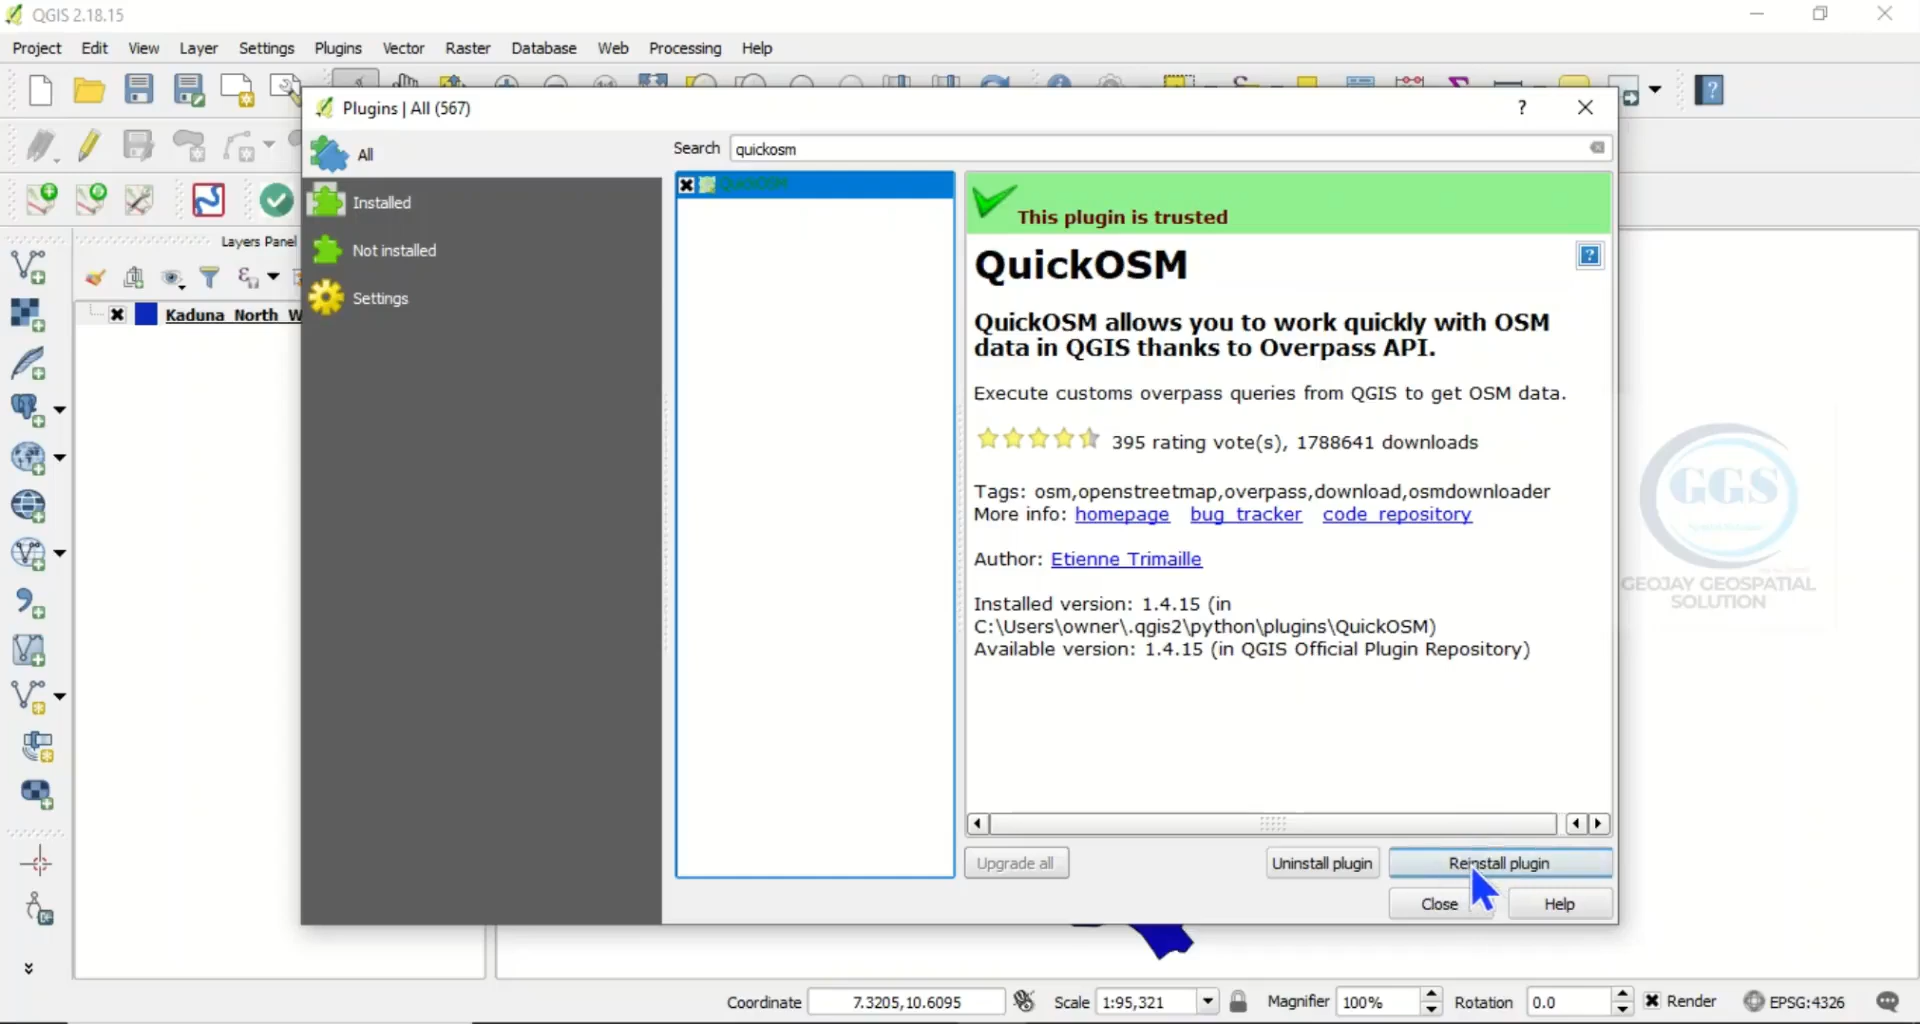 QGIS 2.18.15
Project Edit View Layer Settings Plugins Vector Raster Database Web Processing Help
Plugins | All (567)
All
Search quickosm
Installed
Not installed
Settings
QuickOSM
This plugin is trusted
QuickOSM
QuickOSM allows you to work quickly with OSM
data in QGIS thanks to Overpass API.
Execute customs overpass queries from QGIS to get OSM data.
395 rating vote(s), 1788641 downloads
Tags: osm,openstreetmap,overpass,download,osmdownloader
More info: homepage bug tracker code repository
Author: Etienne Trimaille
Installed version: 1.4.15 (in
C:\Users\owner\.qgis2\python\plugins\QuickOSM)
Available version: 1.4.15 (in QGIS Official Plugin Repository)
Upgrade all Uninstall plugin Reinstall plugin
Close Help
Layers Panel
Kaduna North W
GGS
GEOJAY GEOSPATIAL
SOLUTION
Coordinate 7.3205,10.6095 Scale 1:95,321 Magnifier 100% Rotation 0.0 Render EPSG:4326